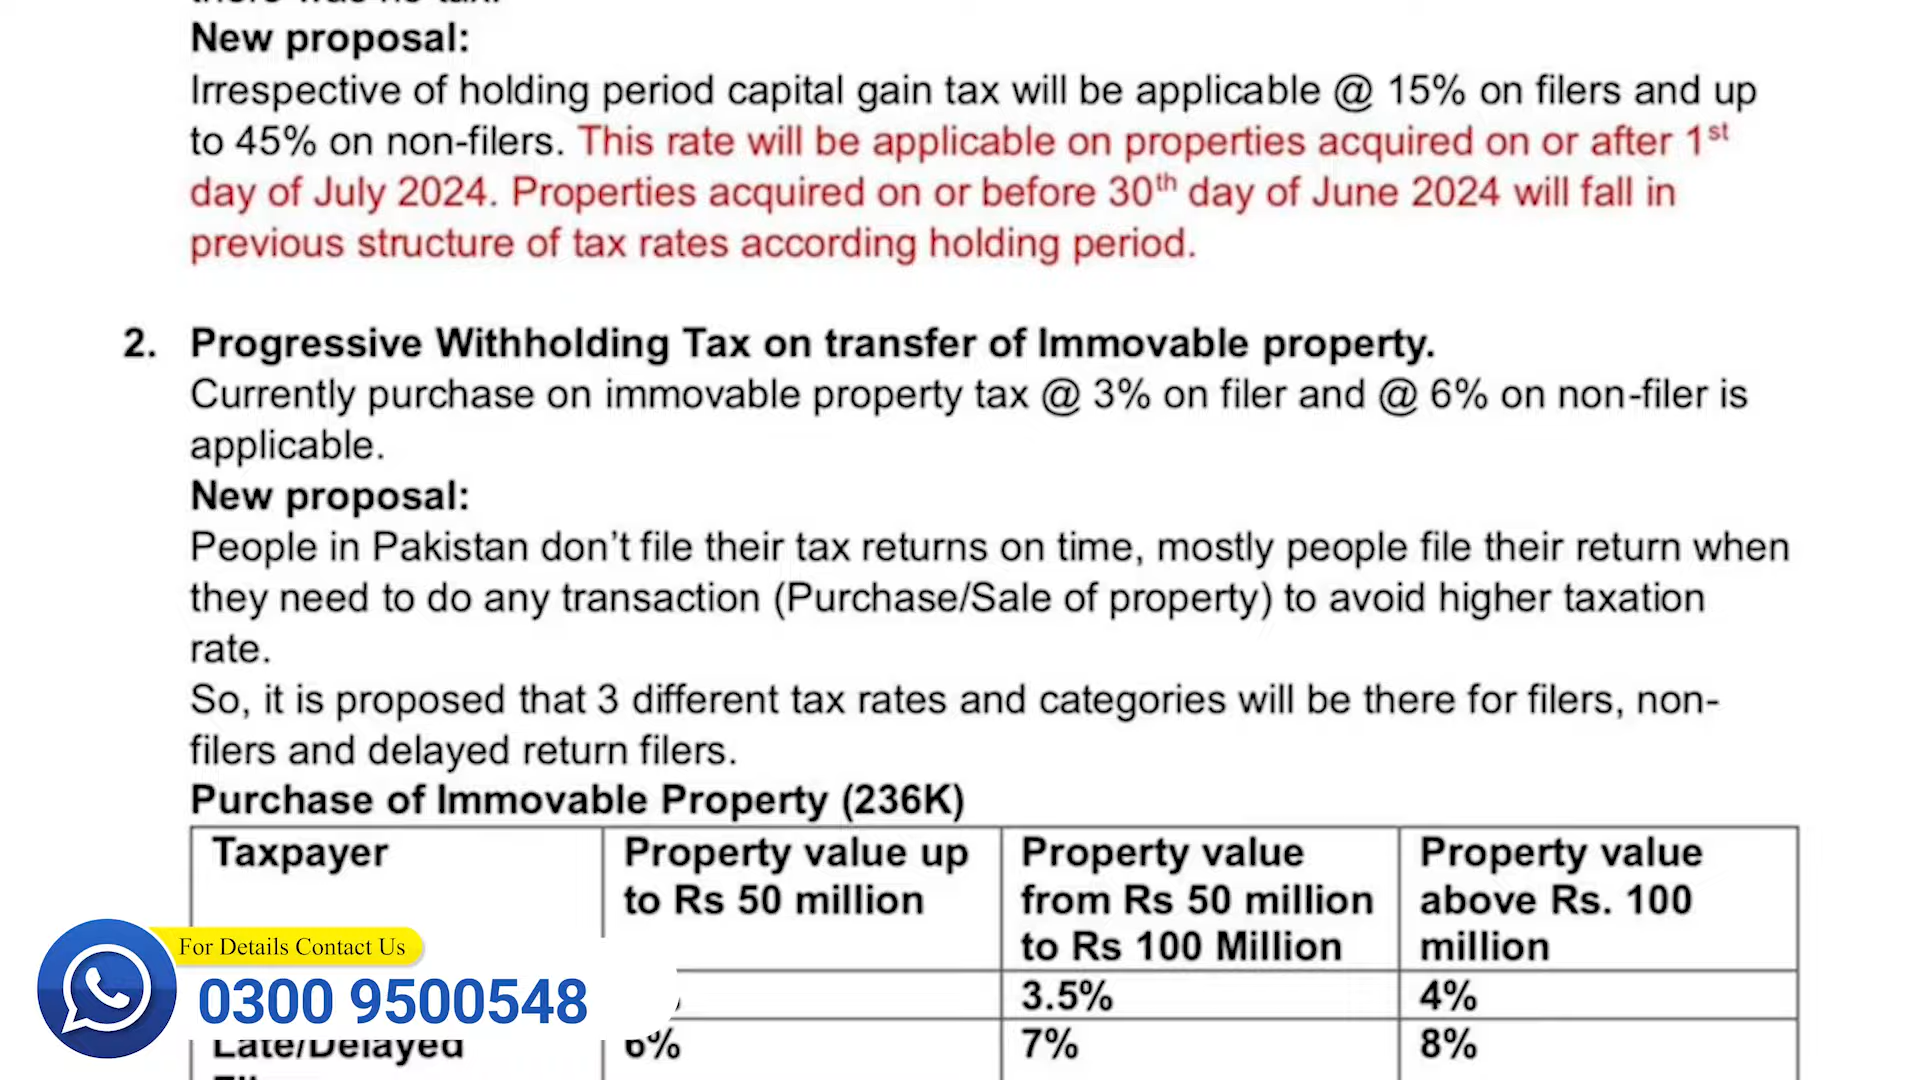 New proposal:
Irrespective of holding period capital gain tax will be applicable @ 15% on filers and up
to 45% on non-filers. This rate will be applicable on properties acquired on or after 1st
day of July 2024. Properties acquired on or before 30th day of June 2024 will fall in
previous structure of tax rates according holding period.
2. Progressive Withholding Tax on transfer of Immovable property.
Currently purchase on immovable property tax @ 3% on filer and @ 6% on non-filer is
applicable.
New proposal:
People in Pakistan don't file their tax returns on time, mostly people file their return when
they need to do any transaction (Purchase/Sale of property) to avoid higher taxation
rate.
So, it is proposed that 3 different tax rates and categories will be there for filers, non-
filers and delayed return filers.
Purchase of Immovable Property (236K)
Taxpayer
Property value up
to Rs 50 million
Property value
from Rs 50 million
to Rs 100 Million
Property value
above Rs. 100
million
3.5%
4%
Late/Delayed
6%
7%
8%
For Details Contact Us
0300 9500548